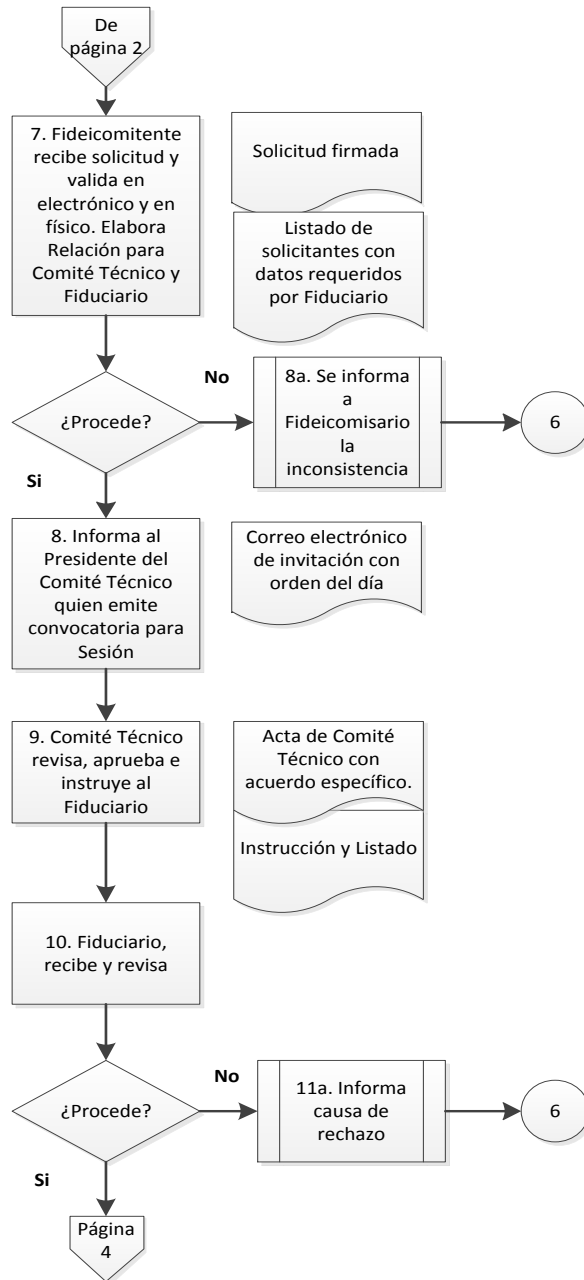 De
página 2
7. Fideicomitente
recibe solicitud y
valida en
electrónico y en
físico. Elabora
Relación para
Comité Técnico y
Fiduciario
Solicitud firmada
Listado de
solicitantes con
datos requeridos
por Fiduciario
¿Procede?
No
8a. Se informa
a
Fideicomisario
la
inconsistencia
6
Si
8. Informa al
Presidente del
Comité Técnico
quien emite
convocatoria para
Sesión
Correo electrónico
de invitación con
orden del día
9. Comité Técnico
revisa, aprueba e
instruye al
Fiduciario
Acta de Comité
Técnico con
acuerdo específico.
Instrucción y Listado
10. Fiduciario,
recibe y revisa
¿Procede?
No
11a. Informa
causa de
rechazo
6
Si
Página
4